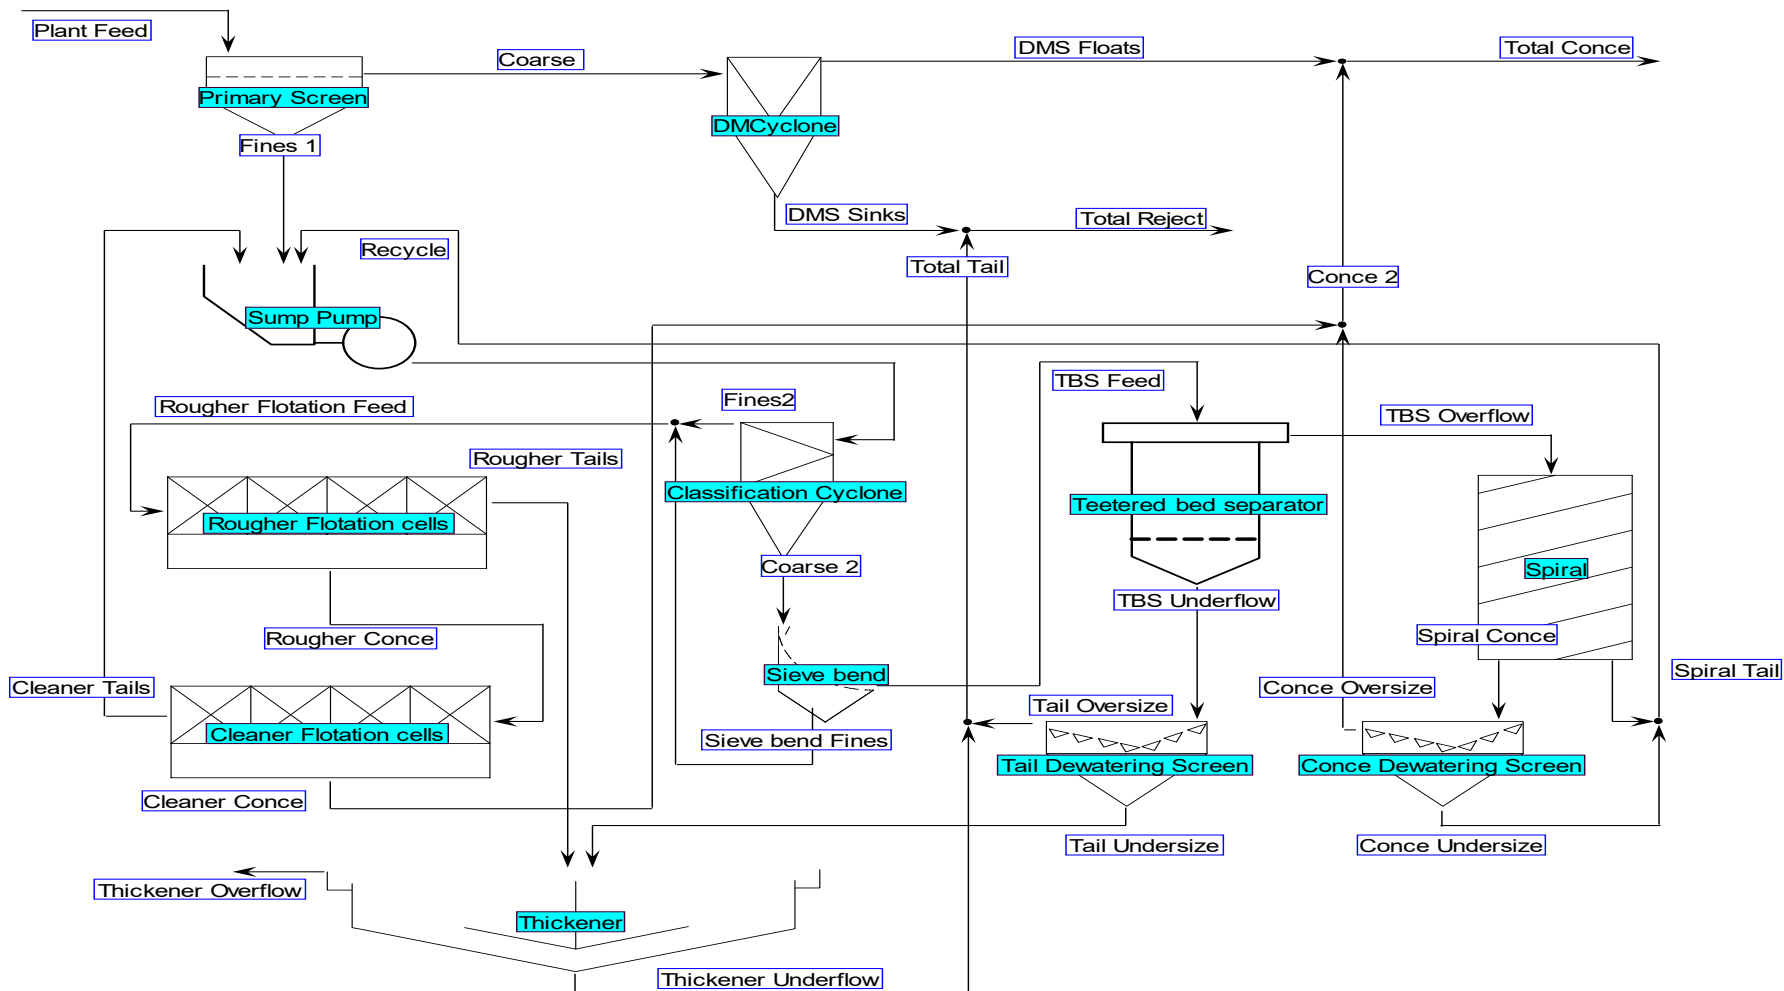 Plant Feed
DMS Floats
Total Conce
Coarse
Primary Screen
DMCyclone
Fines 1
DMS Sinks
Total Reject
Recycle
Total Tail
Conce 2
Sump Pump
TBS Feed
Fines2
Rougher Flotation Feed
TBS Overflow
Rougher Tails
Classification Cyclone
Teetered bed separator
Rougher Flotation cells
Coarse 2
Spiral
TBS Underflow
Rougher Conce
Spiral Conce
Sieve bend
Spiral Tail
Cleaner Tails
Conce Oversize
Tail Oversize
Cleaner Flotation cells
Sieve bend Fines
Tail Dewatering Screen
Conce Dewatering Screen
Cleaner Conce
Tail Undersize
Conce Undersize
Thickener Overflow
Thickener
Thickener Underflow